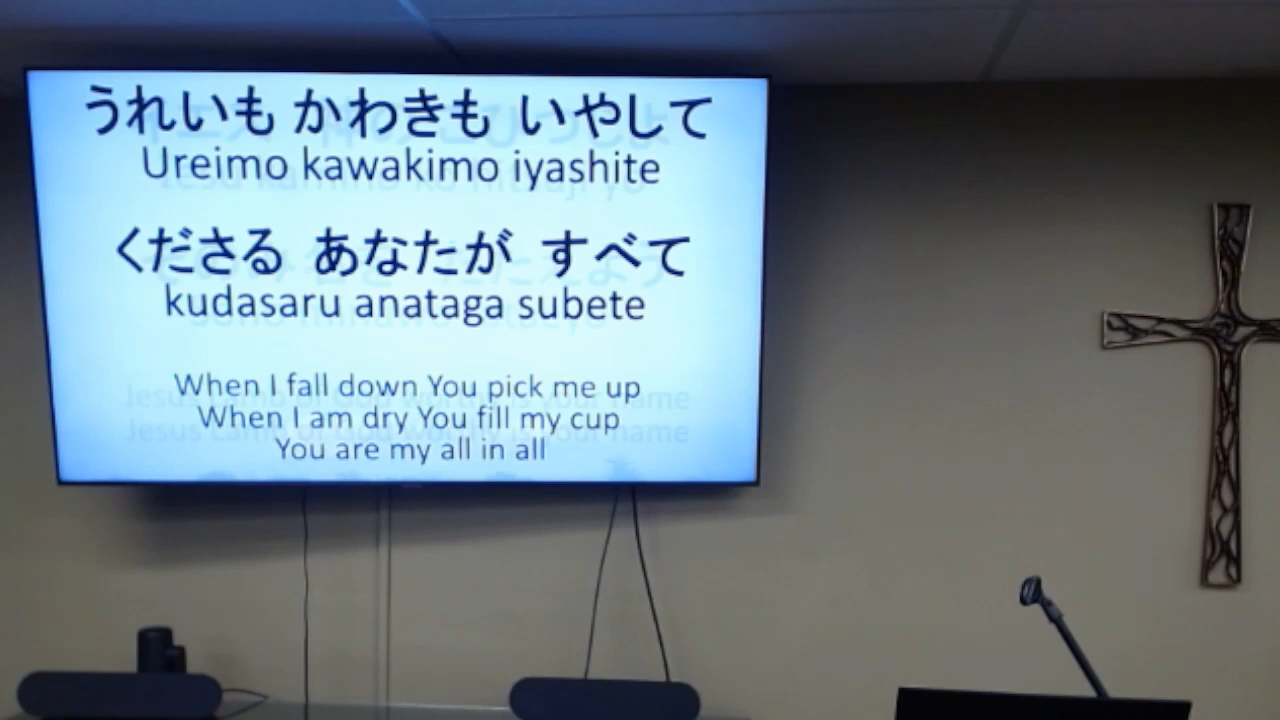 うれいも かわきも いやして
Ureimo kawakimo iyashite
くださる あなたが すべて
kudasaru anataga subete
When I fall down You pick me up
When I am dry You fill my cup
You are my all in all